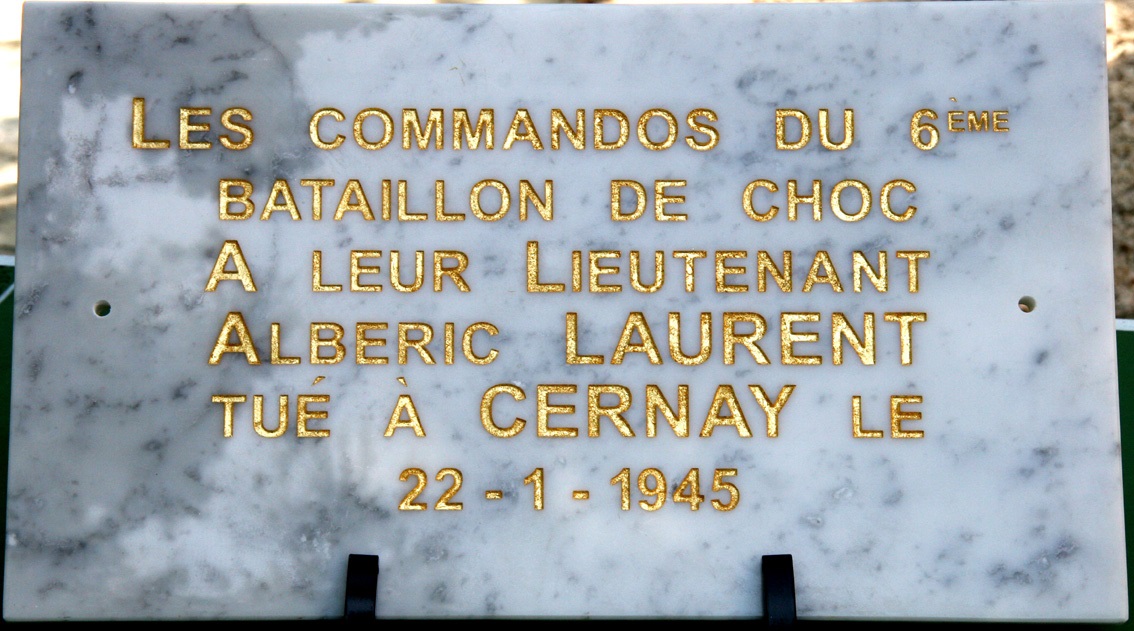 LES COMMANDOS DU 6ÈME
BATAILLON DE CHOC
A LEUR LIEUTENANT
ALBERIC LAURENT
TUÉ À CERNAY LE
22 - 1 - 1945